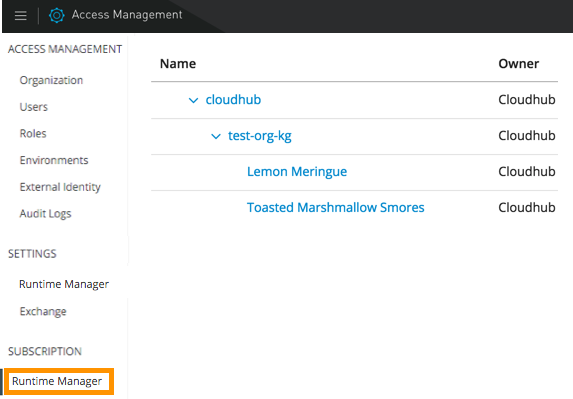 Access Management
ACCESS MANAGEMENT
Organization
Users
Roles
Environments
External Identity
Audit Logs
SETTINGS
Runtime Manager
Exchange
SUBSCRIPTION
Runtime Manager
Name Owner
cloudhub Cloudhub
test-org-kg Cloudhub
Lemon Meringue Cloudhub
Toasted Marshmallow Smores Cloudhub